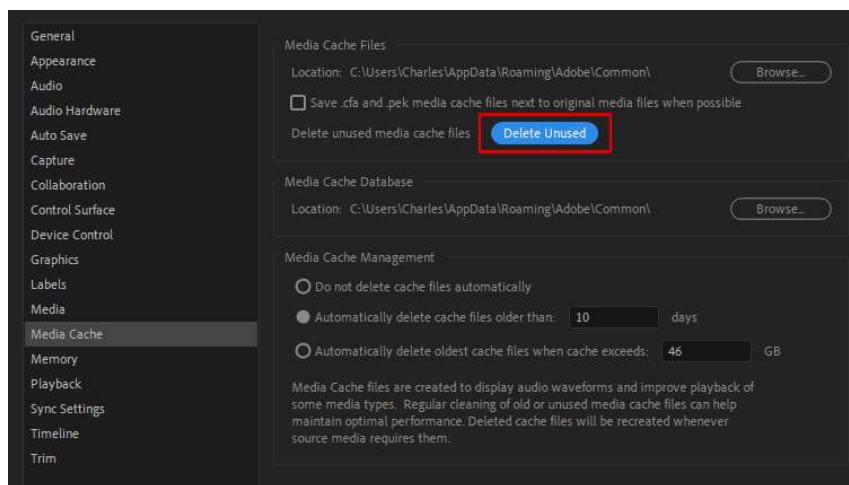 General
Appearance
Audio
Audio Hardware
Auto Save
Capture
Collaboration
Control Surface
Device Control
Graphics
Labels
Media
Media Cache
Memory
Playback
Sync Settings
Timeline
Trim
Media Cache Files
Location: C:\Users\Charles\AppData\Roaming\Adobe\Common\ Browse...
Save .cfa and .pek media cache files next to original media files when possible
Delete unused media cache files Delete Unused
Media Cache Database
Location: C:\Users\Charles\AppData\Roaming\Adobe\Common\ Browse...
Media Cache Management
Do not delete cache files automatically
Automatically delete cache files older than: 10 days
Automatically delete oldest cache files when cache exceeds: 46 GB
Media Cache files are created to display audio waveforms and improve playback of
some media types. Regular cleaning of old or unused media cache files can help
maintain optimal performance. Deleted cache files will be recreated whenever
source media requires them.